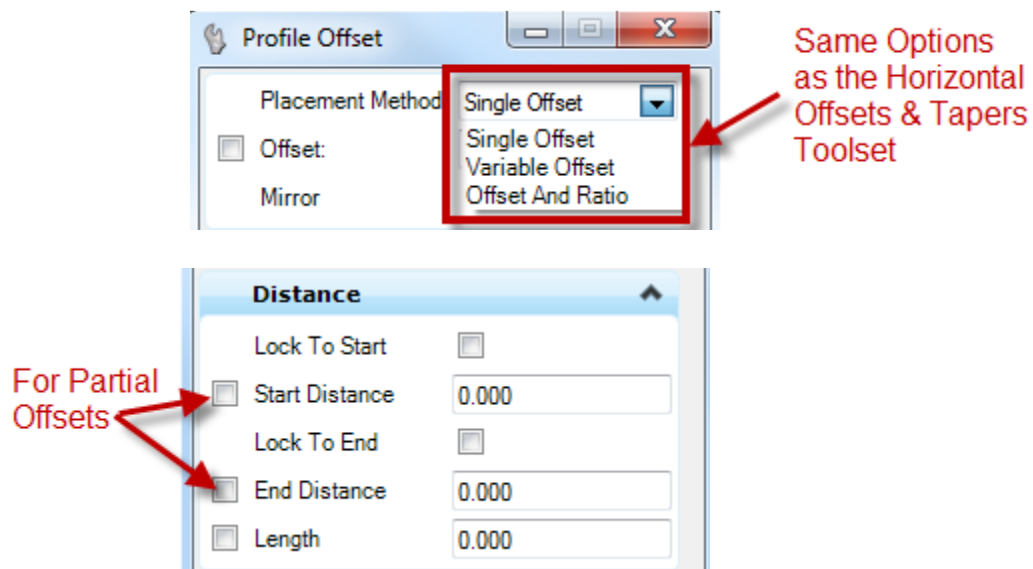 Profile Offset
Placement Method Single Offset
Single Offset
Variable Offset
Offset And Ratio
Offset:
Mirror
Same Options
as the Horizontal
Offsets & Tapers
Toolset
Distance
Lock To Start
Start Distance 0.000
Lock To End
End Distance 0.000
Length 0.000
For Partial
Offsets